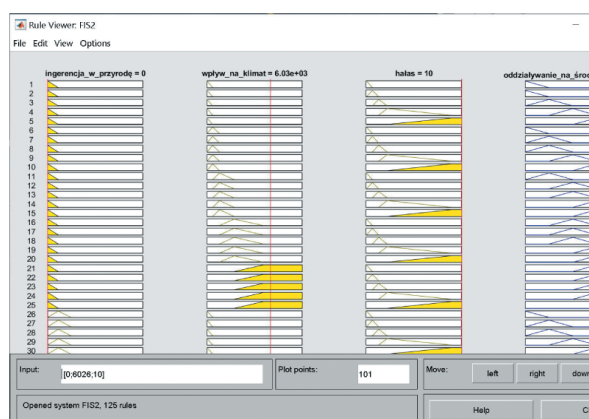 Rule Viewer: FIS2
File Edit View Options
ingerencja_w_przyrodę = 0
wpływ_na_klimat = 6.03e+03
hałas = 10
oddziaływanie_na_środ
1
2
3
4
5
6
7
8
9
10
11
12
13
14
15
16
17
18
19
20
21
22
23
24
25
26
27
28
29
30
Input: [0;6026;10]
Plot points: 101
Move: left right down
Opened system FIS2, 125 rules
Help C